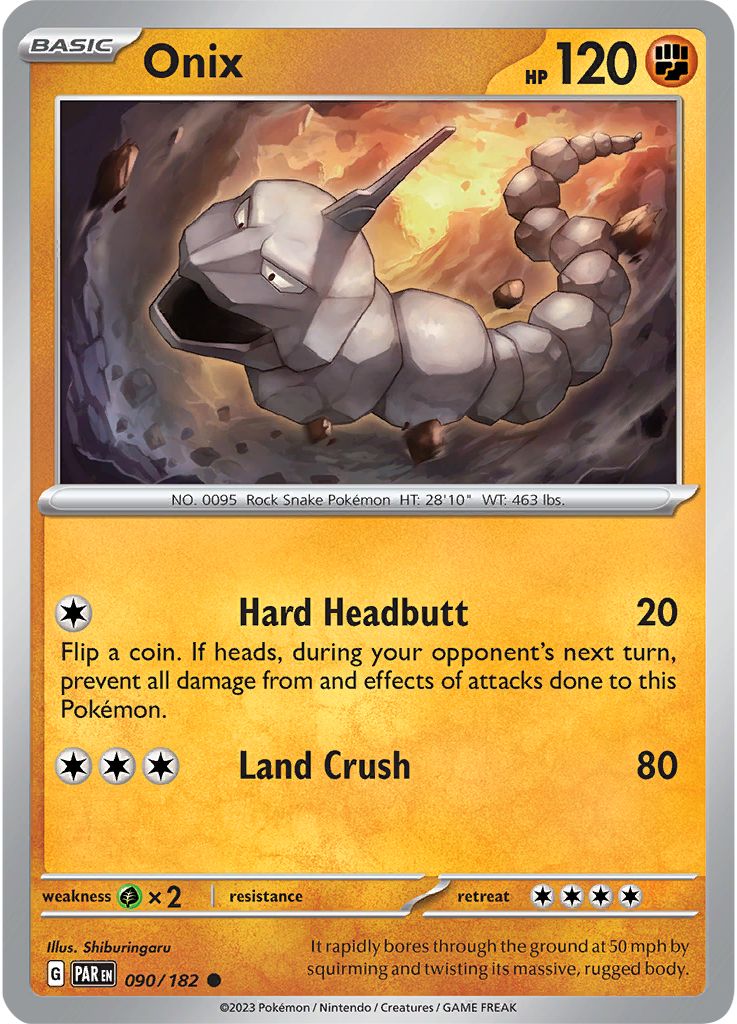 BASIC
Onix
HP 120
NO. 0095 Rock Snake Pokémon HT: 28'10" WT: 463 lbs.
Hard Headbutt 20
Flip a coin. If heads, during your opponent's next turn,
prevent all damage from and effects of attacks done to this
Pokémon.
Land Crush 80
weakness ×2 resistance retreat
Illus. Shiburingaru
G PAR EN 090/182
It rapidly bores through the ground at 50 mph by
squirming and twisting its massive, rugged body.
©2023 Pokémon / Nintendo / Creatures / GAME FREAK